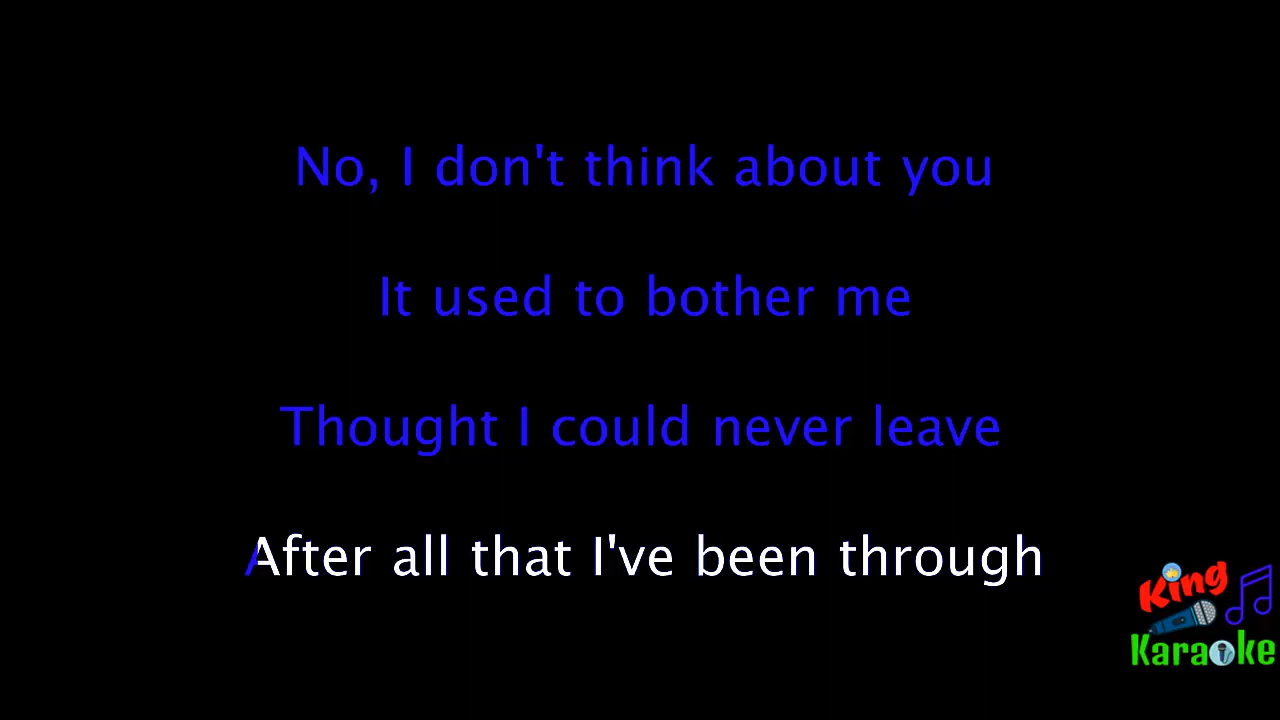 No, I don't think about you
It used to bother me
Thought I could never leave
After all that I've been through
King
Karaoke